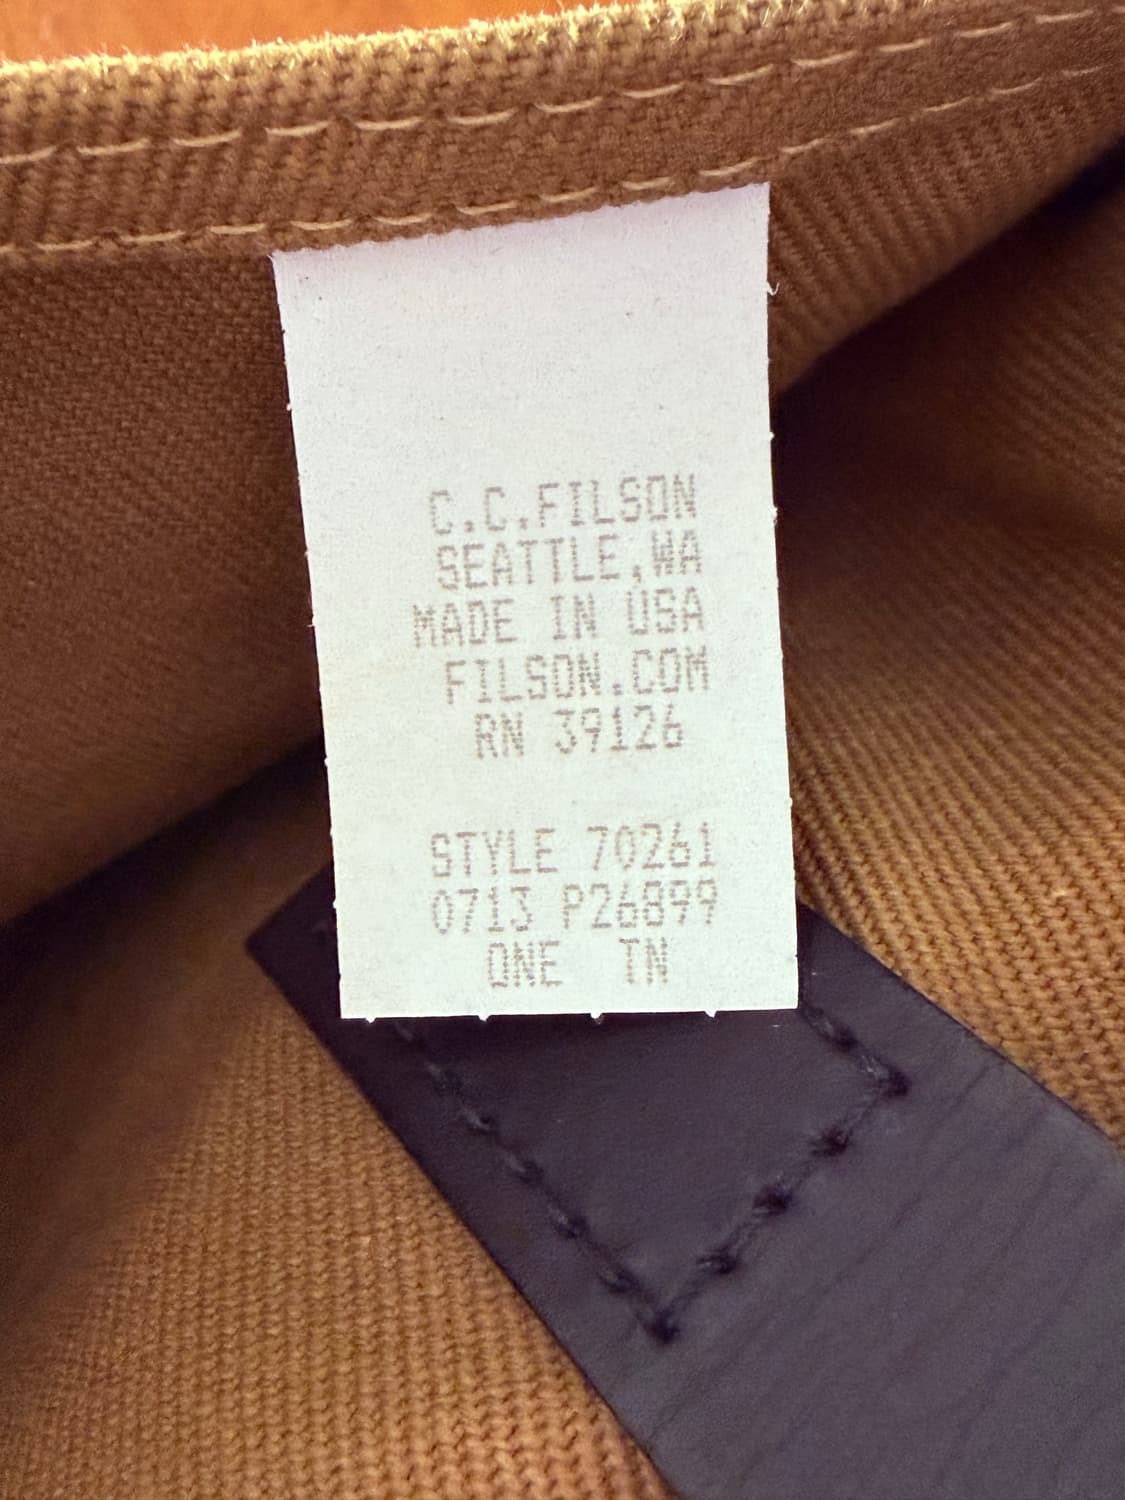 C.C.FILSON
SEATTLE,WA
MADE IN USA
FILSON.COM
RN 39126
STYLE 70261
0713 P26899
ONE TN